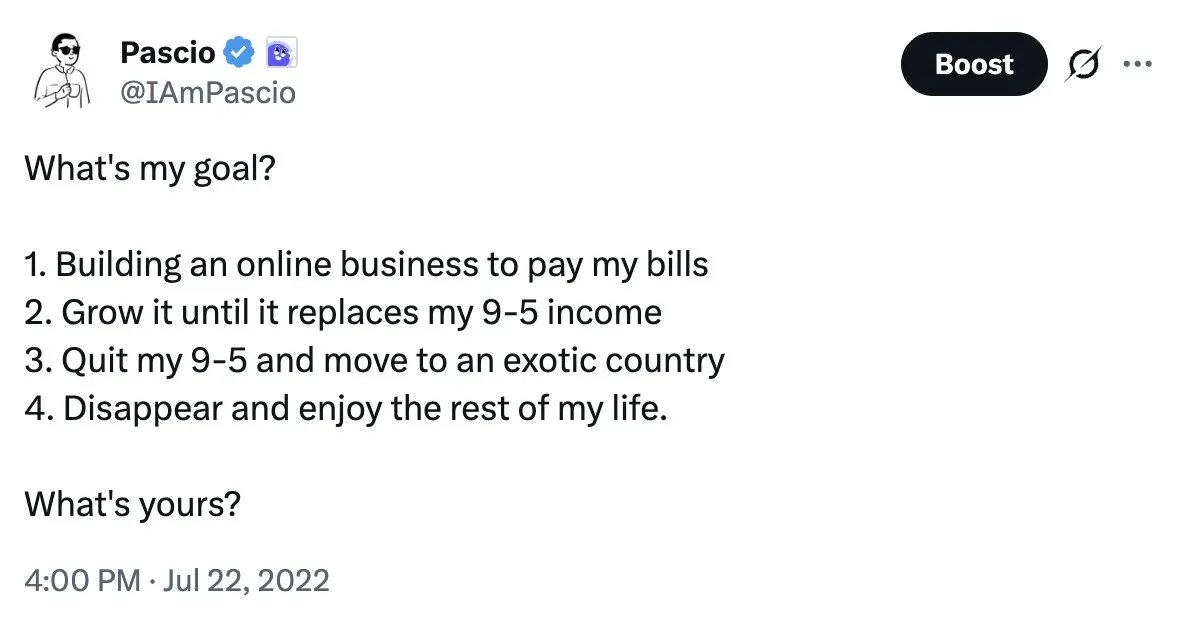 Pascio
@IAmPascio
Boost
What's my goal?
1. Building an online business to pay my bills
2. Grow it until it replaces my 9-5 income
3. Quit my 9-5 and move to an exotic country
4. Disappear and enjoy the rest of my life.
What's yours?
4:00 PM · Jul 22, 2022